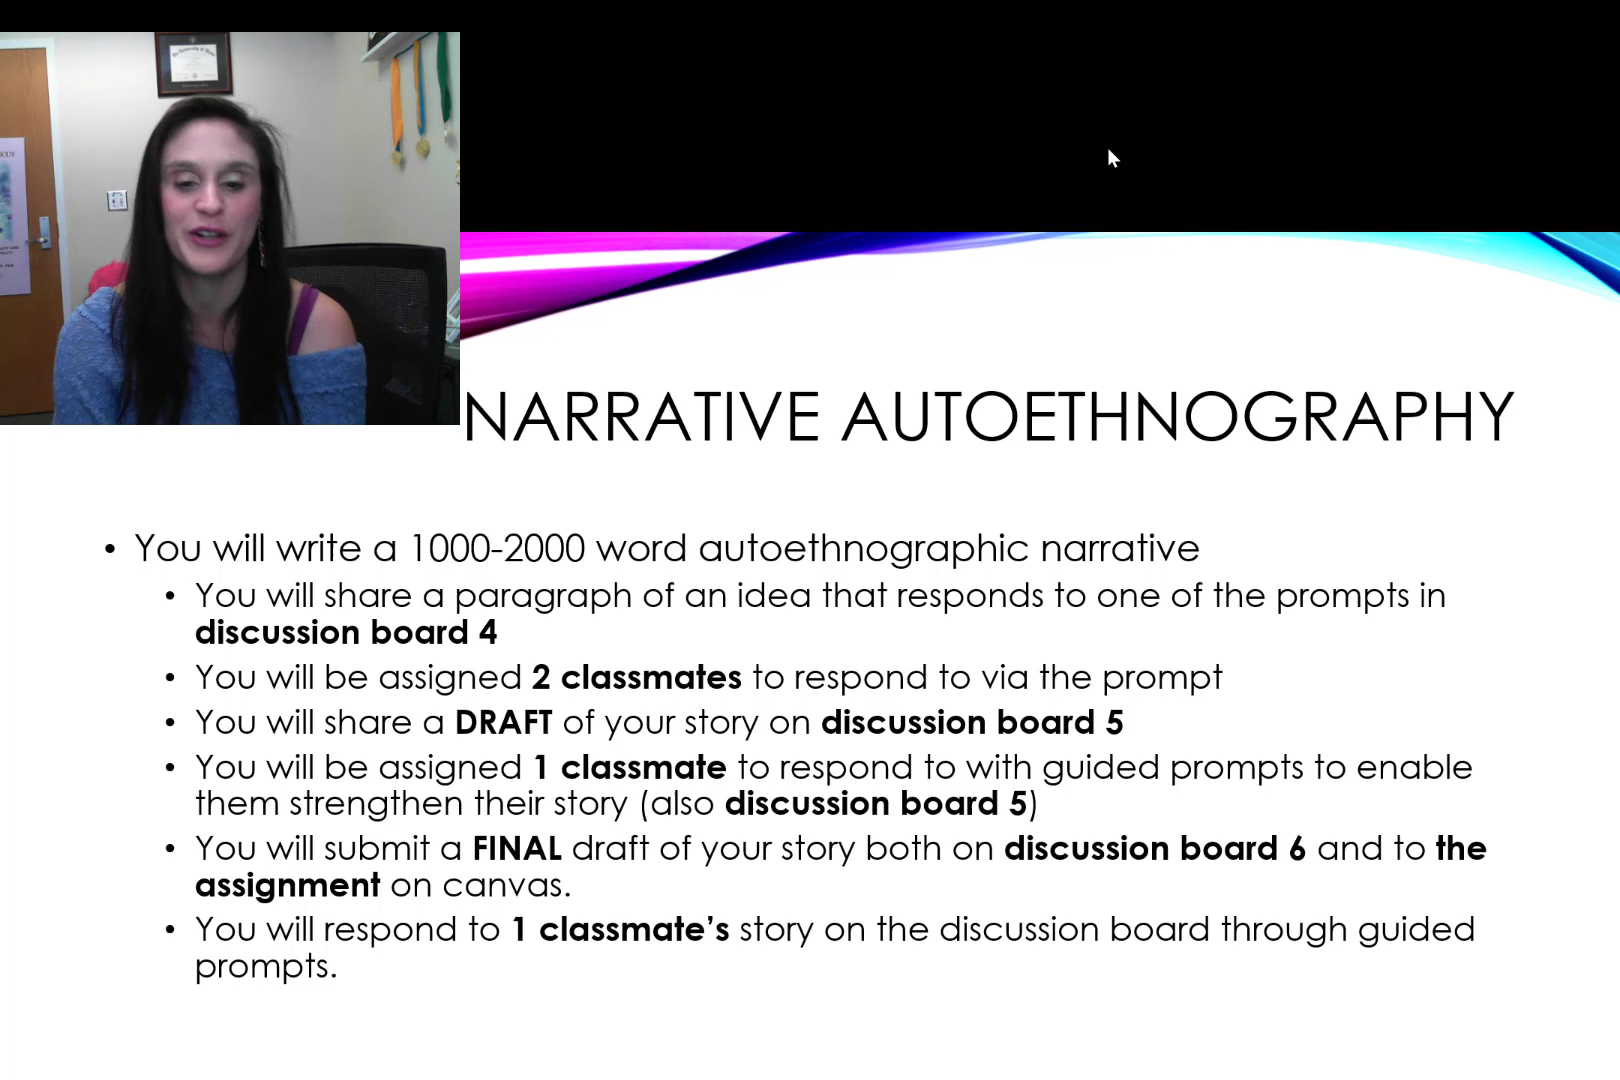 NARRATIVE AUTOETHNOGRAPHY
• You will write a 1000-2000 word autoethnographic narrative
• You will share a paragraph of an idea that responds to one of the prompts in
discussion board 4
• You will be assigned 2 classmates to respond to via the prompt
• You will share a DRAFT of your story on discussion board 5
• You will be assigned 1 classmate to respond to with guided prompts to enable
them strengthen their story (also discussion board 5)
• You will submit a FINAL draft of your story both on discussion board 6 and to the
assignment on canvas.
• You will respond to 1 classmate's story on the discussion board through guided
prompts.